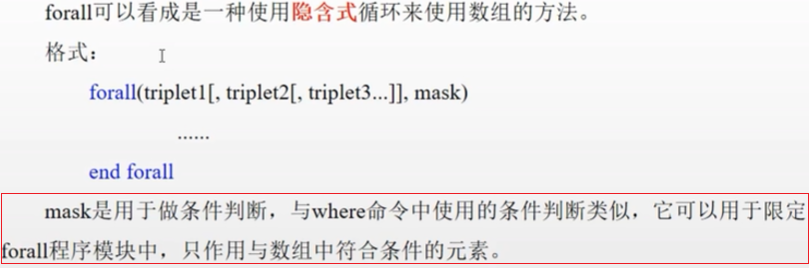 forall可以看成是一种使用隐含式循环来使用数组的方法。
格式：
forall(triplet1[, triplet2[, triplet3...]], mask)
......
end forall
mask是用于做条件判断，与where命令中使用的条件判断类似，它可以用于限定
forall程序模块中，只作用与数组中符合条件的元素。